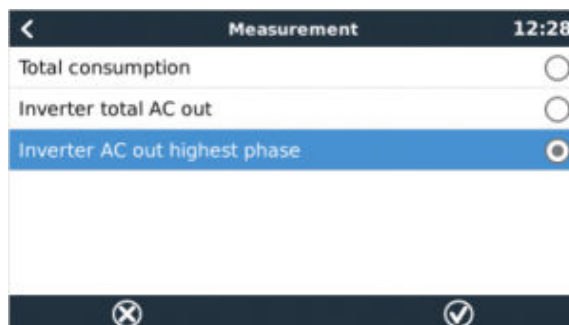 Measurement 12:28
Total consumption
Inverter total AC out
Inverter AC out highest phase